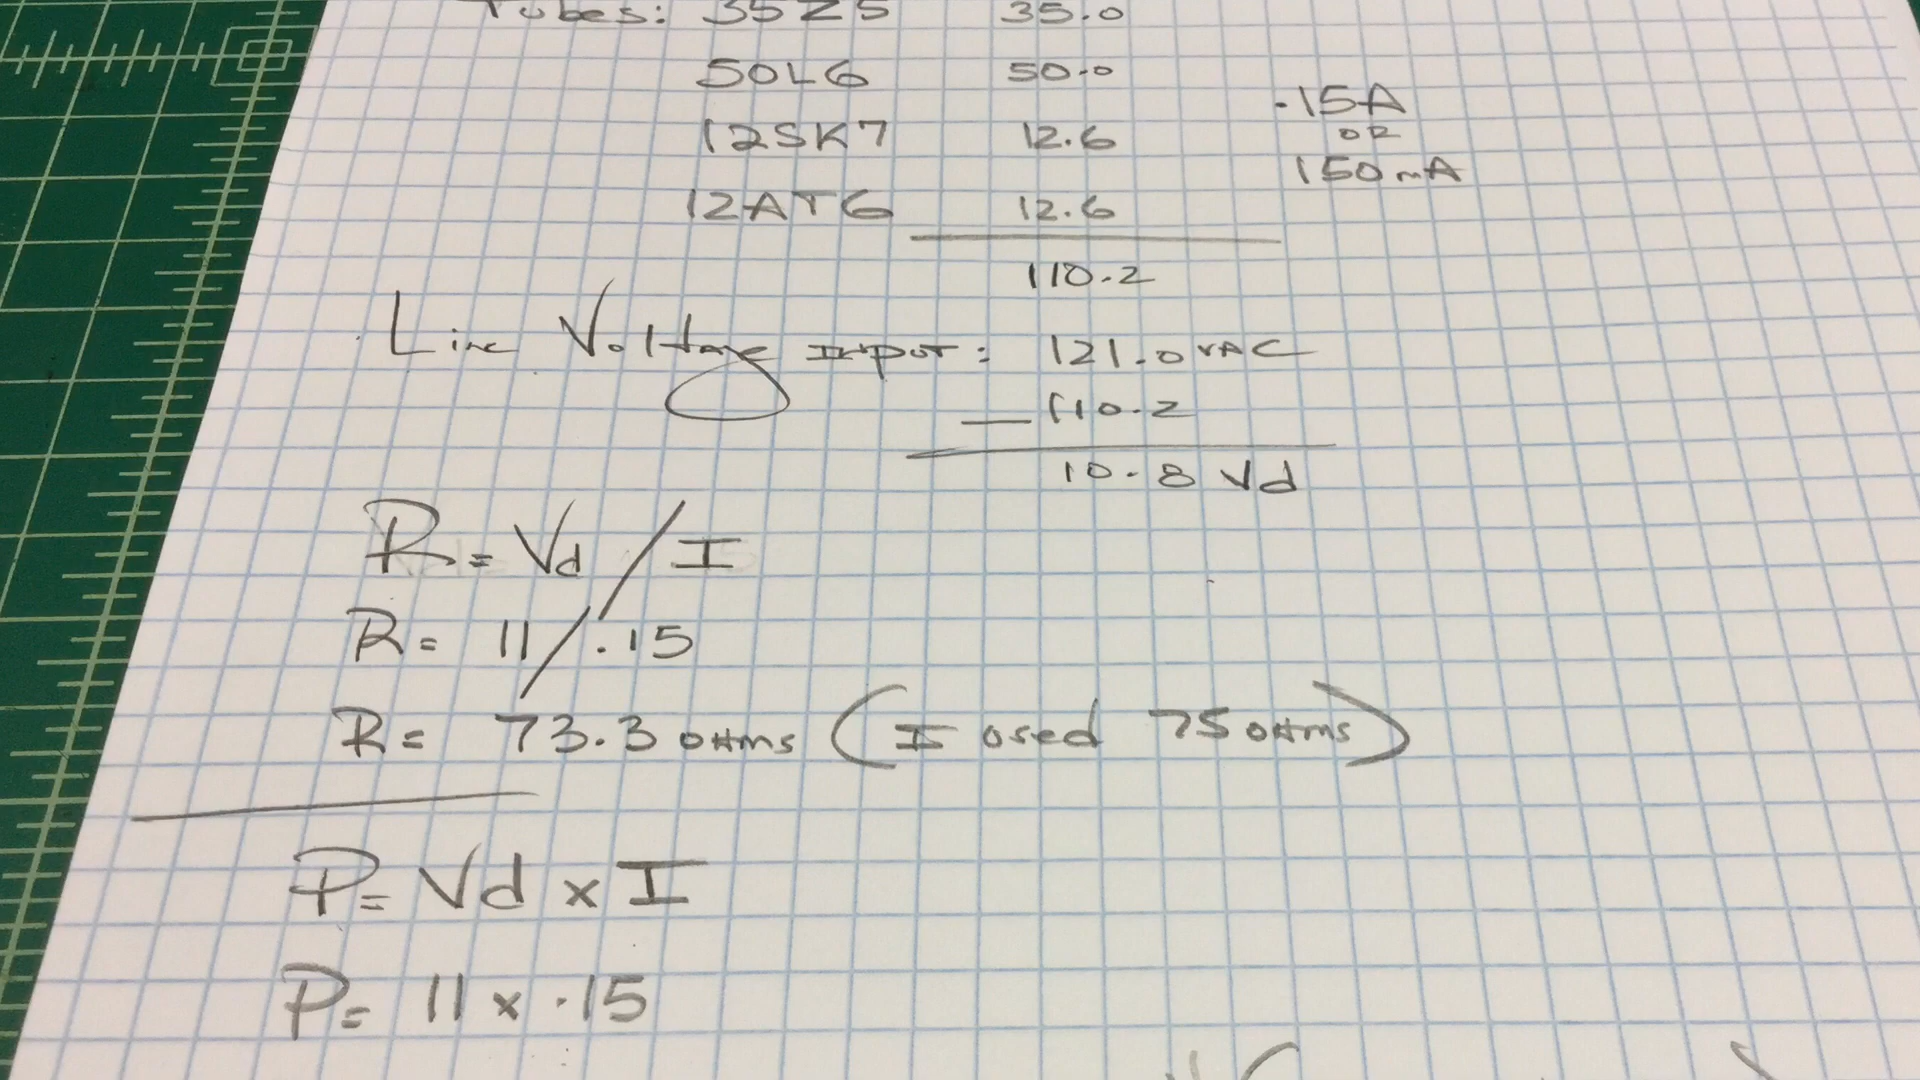 Tubes: 35Z5 35.0
50L6 50.0
12SK7 12.6
12AT6 12.6
.15A
OR
150mA
110.2
Line Voltage INPUT: 121.0 VAC
— 110.2
10.8 Vd
R= Vd / I
R= 11 / .15
R= 73.3 OHms (I used 75 OHms)
P= Vd x I
P= 11 x .15